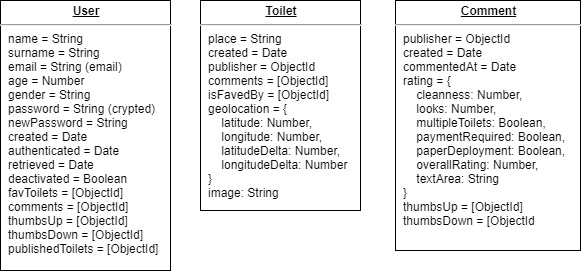 User
name = String
surname = String
email = String (email)
age = Number
gender = String
password = String (crypted)
newPassword = String
created = Date
authenticated = Date
retrieved = Date
deactivated = Boolean
favToilets = [ObjectId]
comments = [ObjectId]
thumbsUp = [ObjectId]
thumbsDown = [ObjectId]
publishedToilets = [ObjectId]
Toilet
place = String
created = Date
publisher = ObjectId
comments = [ObjectId]
isFavedBy = [ObjectId]
geolocation = {
latitude: Number,
longitude: Number,
latitudeDelta: Number,
longitudeDelta: Number
}
image: String
Comment
publisher = ObjectId
created = Date
commentedAt = Date
rating = {
cleanness: Number,
looks: Number,
multipleToilets: Boolean,
paymentRequired: Boolean,
paperDeployment: Boolean,
overallRating: Number,
textArea: String
}
thumbsUp = [ObjectId]
thumbsDown = [ObjectId